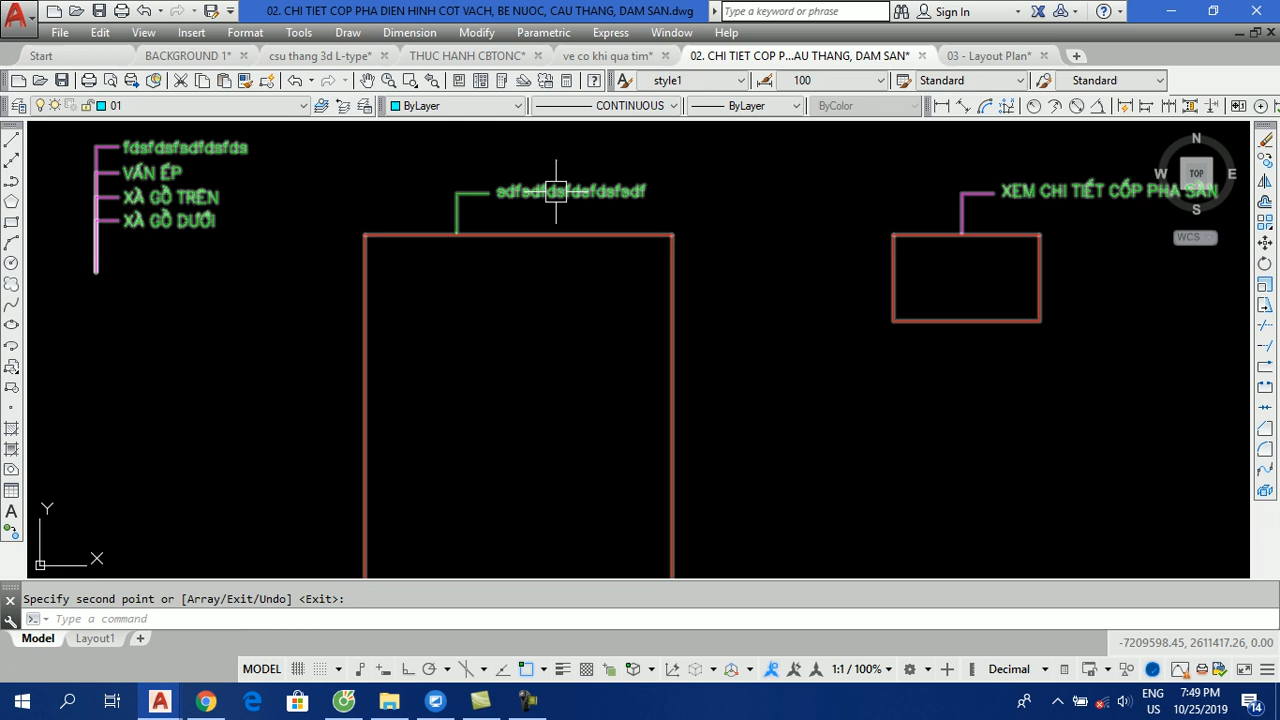 02. CHI TIET COP PHA DIEN HINH COT VACH, BE NUOC, CAU THANG, DAM SAN.dwg
Type a keyword or phrase
Sign In
File Edit View Insert Format Tools Draw Dimension Modify Parametric Window Express Help
Start
BACKGROUND 1*
csu thang 3d L-type*
THUC HANH CBTONC*
ve co khi qua tim*
02. CHI TIET COP P...AU THANG, DAM SAN*
03 - Layout Plan*
style1
100
Standard
Standard
01
ByLayer
CONTINUOUS
ByLayer
ByColor
fdsfdsfsdfdsfds
VẤN ÉP
XÀ GỒ TRÊN
XÀ GỒ DƯỚI
XEM CHI TIẾT CỐP PHA SÀN
N
W
TOP
E
S
WCS
Y
X
Specify second point or [Array/Exit/Undo] <Exit>:
Type a command
Model
Layout1
-7209598.45, 2611417.26, 0.00
MODEL
1:1 / 100%
Decimal
ENG
US
7:49 PM
10/25/2019
14